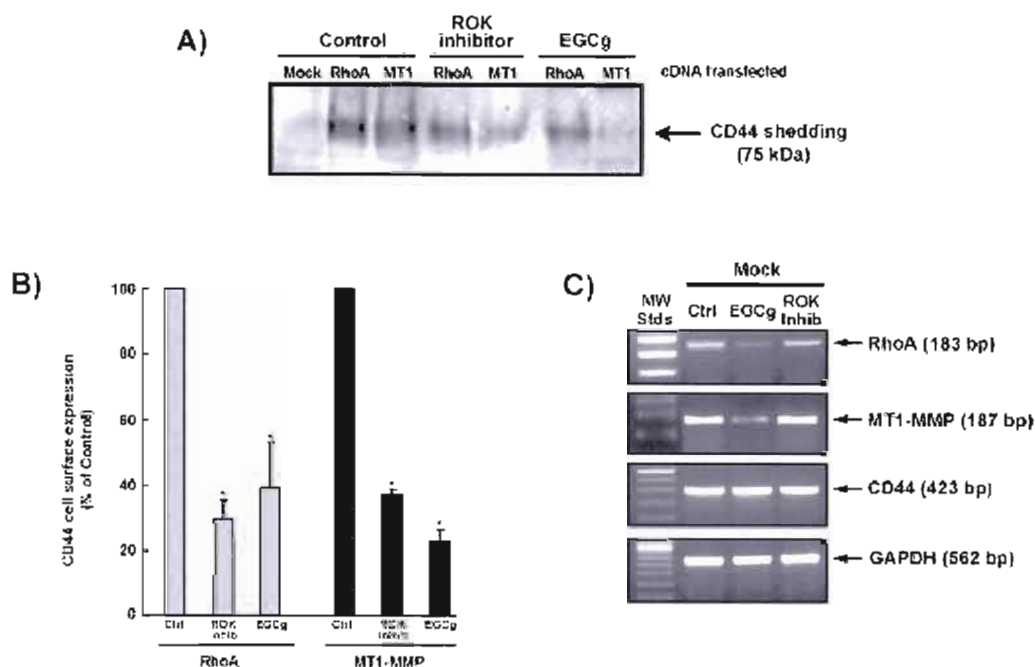 A)
Control ROK inhibitor EGCg
Mock RhoA MT1 RhoA MT1 RhoA MT1 cDNA transfected
CD44 shedding
(75 kDa)
B)
CD44 cell surface expression
(% of Control)
100
80
60
40
20
0
Ctrl ROK Inhib EGCg Ctrl ROK Inhib EGCg
RhoA MT1-MMP
C)
Mock
MW Stds Ctrl EGCg ROK Inhib
RhoA (183 bp)
MT1-MMP (187 bp)
CD44 (423 bp)
GAPDH (562 bp)